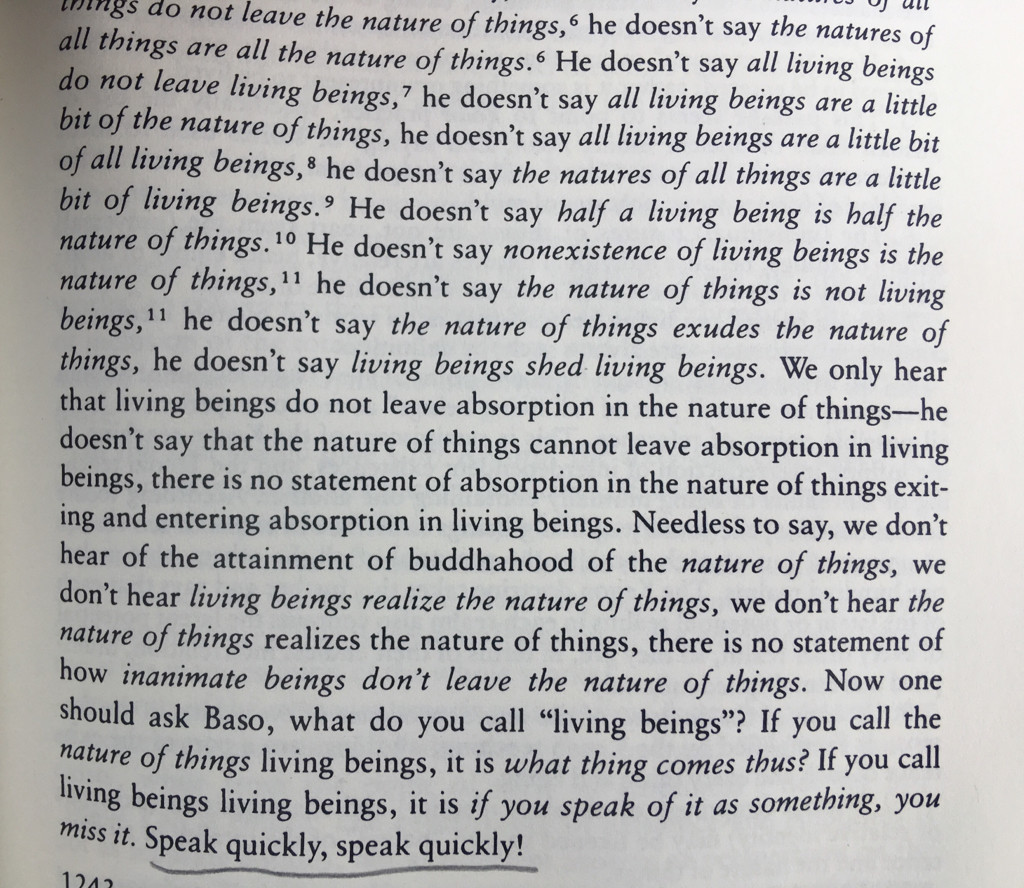 things do not leave the nature of things,⁶ he doesn't say the natures of
all things are all the nature of things.⁶ He doesn't say all living beings
do not leave living beings,⁷ he doesn't say all living beings are a little
bit of the nature of things, he doesn't say all living beings are a little bit
of all living beings,⁸ he doesn't say the natures of all things are a little
bit of living beings.⁹ He doesn't say half a living being is half the
nature of things.¹⁰ He doesn't say nonexistence of living beings is the
nature of things,¹¹ he doesn't say the nature of things is not living
beings,¹¹ he doesn't say the nature of things exudes the nature of
things, he doesn't say living beings shed living beings. We only hear
that living beings do not leave absorption in the nature of things—he
doesn't say that the nature of things cannot leave absorption in living
beings, there is no statement of absorption in the nature of things exit-
ing and entering absorption in living beings. Needless to say, we don't
hear of the attainment of buddhahood of the nature of things, we
don't hear living beings realize the nature of things, we don't hear the
nature of things realizes the nature of things, there is no statement of
how inanimate beings don't leave the nature of things. Now one
should ask Baso, what do you call "living beings"? If you call the
nature of things living beings, it is what thing comes thus? If you call
living beings living beings, it is if you speak of it as something, you
miss it. Speak quickly, speak quickly!